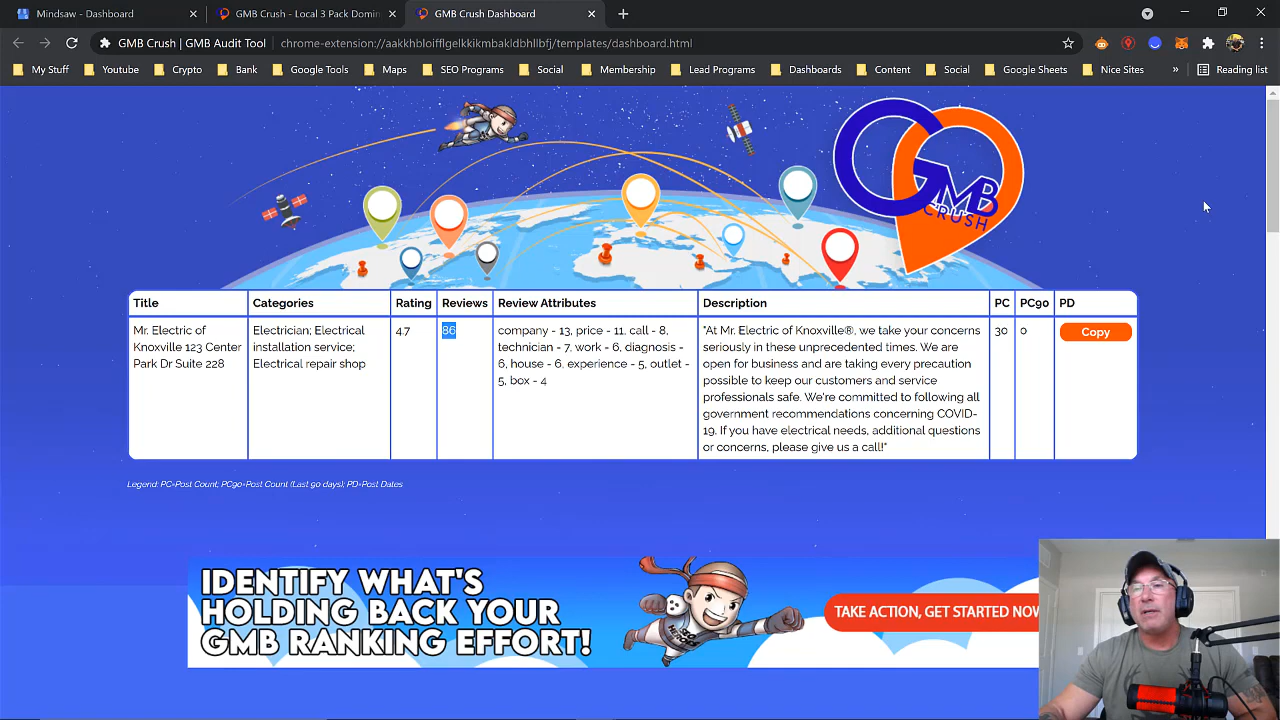 Mindsaw - Dashboard
GMB Crush - Local 3 Pack Domin
GMB Crush Dashboard
GMB Crush | GMB Audit Tool
chrome-extension://aakkhbloifflgelkkikmbakldbhllbfj/templates/dashboard.html
My Stuff
Youtube
Crypto
Bank
Google Tools
Maps
SEO Programs
Social
Membership
Lead Programs
Dashboards
Content
Social
Google Sheets
Nice Sites
»
Reading list
GMB
CRUSH
Title
Categories
Rating
Reviews
Review Attributes
Description
PC
PC90
PD
Mr. Electric of
Knoxville 123 Center
Park Dr Suite 228
Electrician; Electrical
installation service;
Electrical repair shop
4.7
86
company - 13, price - 11, call - 8,
technician - 7, work - 6, diagnosis -
6, house - 6, experience - 5, outlet -
5, box - 4
"At Mr. Electric of Knoxville®, we take your concerns
seriously in these unprecedented times. We are
open for business and are taking every precaution
possible to keep our customers and service
professionals safe. We're committed to following all
government recommendations concerning COVID-
19. If you have electrical needs, additional questions
or concerns, please give us a call!"
30
0
Copy
Legend: PC=Post Count; PC90=Post Count (Last 90 days); PD=Post Dates
IDENTIFY WHAT'S
HOLDING BACK YOUR
GMB RANKING EFFORT!
TAKE ACTION, GET STARTED NOW